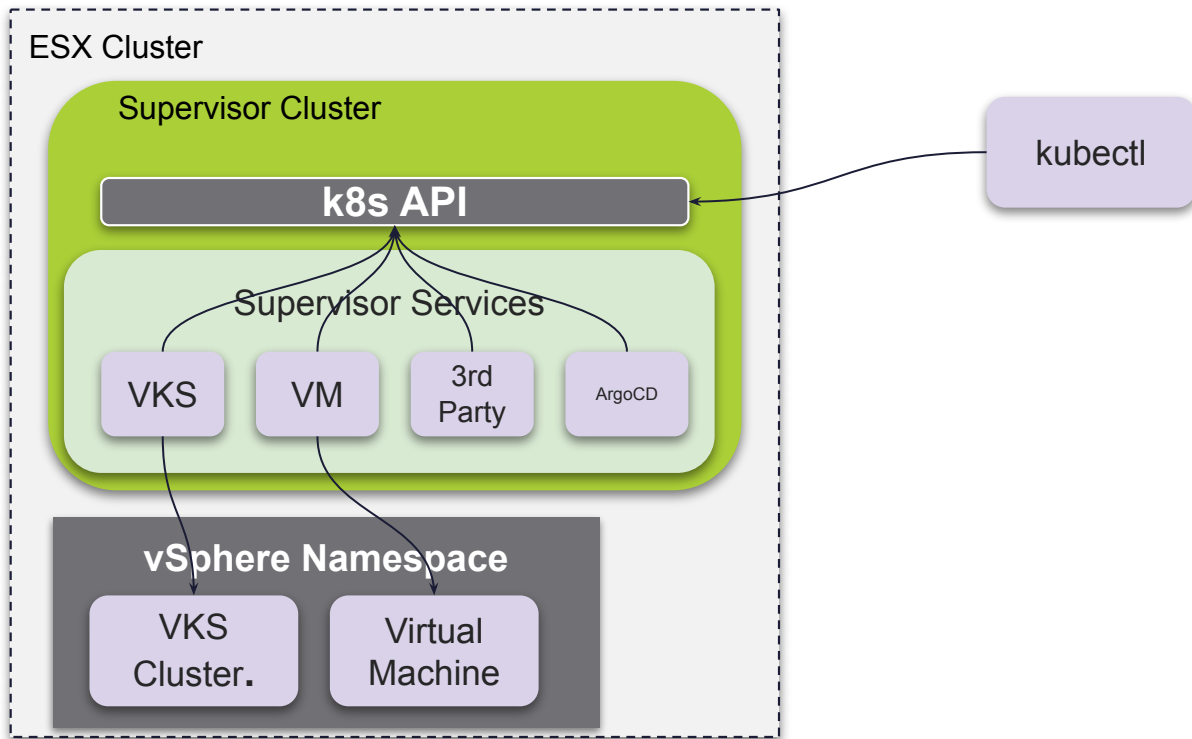 ESX Cluster
Supervisor Cluster
kubectl
k8s API
Supervisor Services
VKS
VM
3rd
Party
ArgoCD
vSphere Namespace
VKS
Cluster.
Virtual
Machine